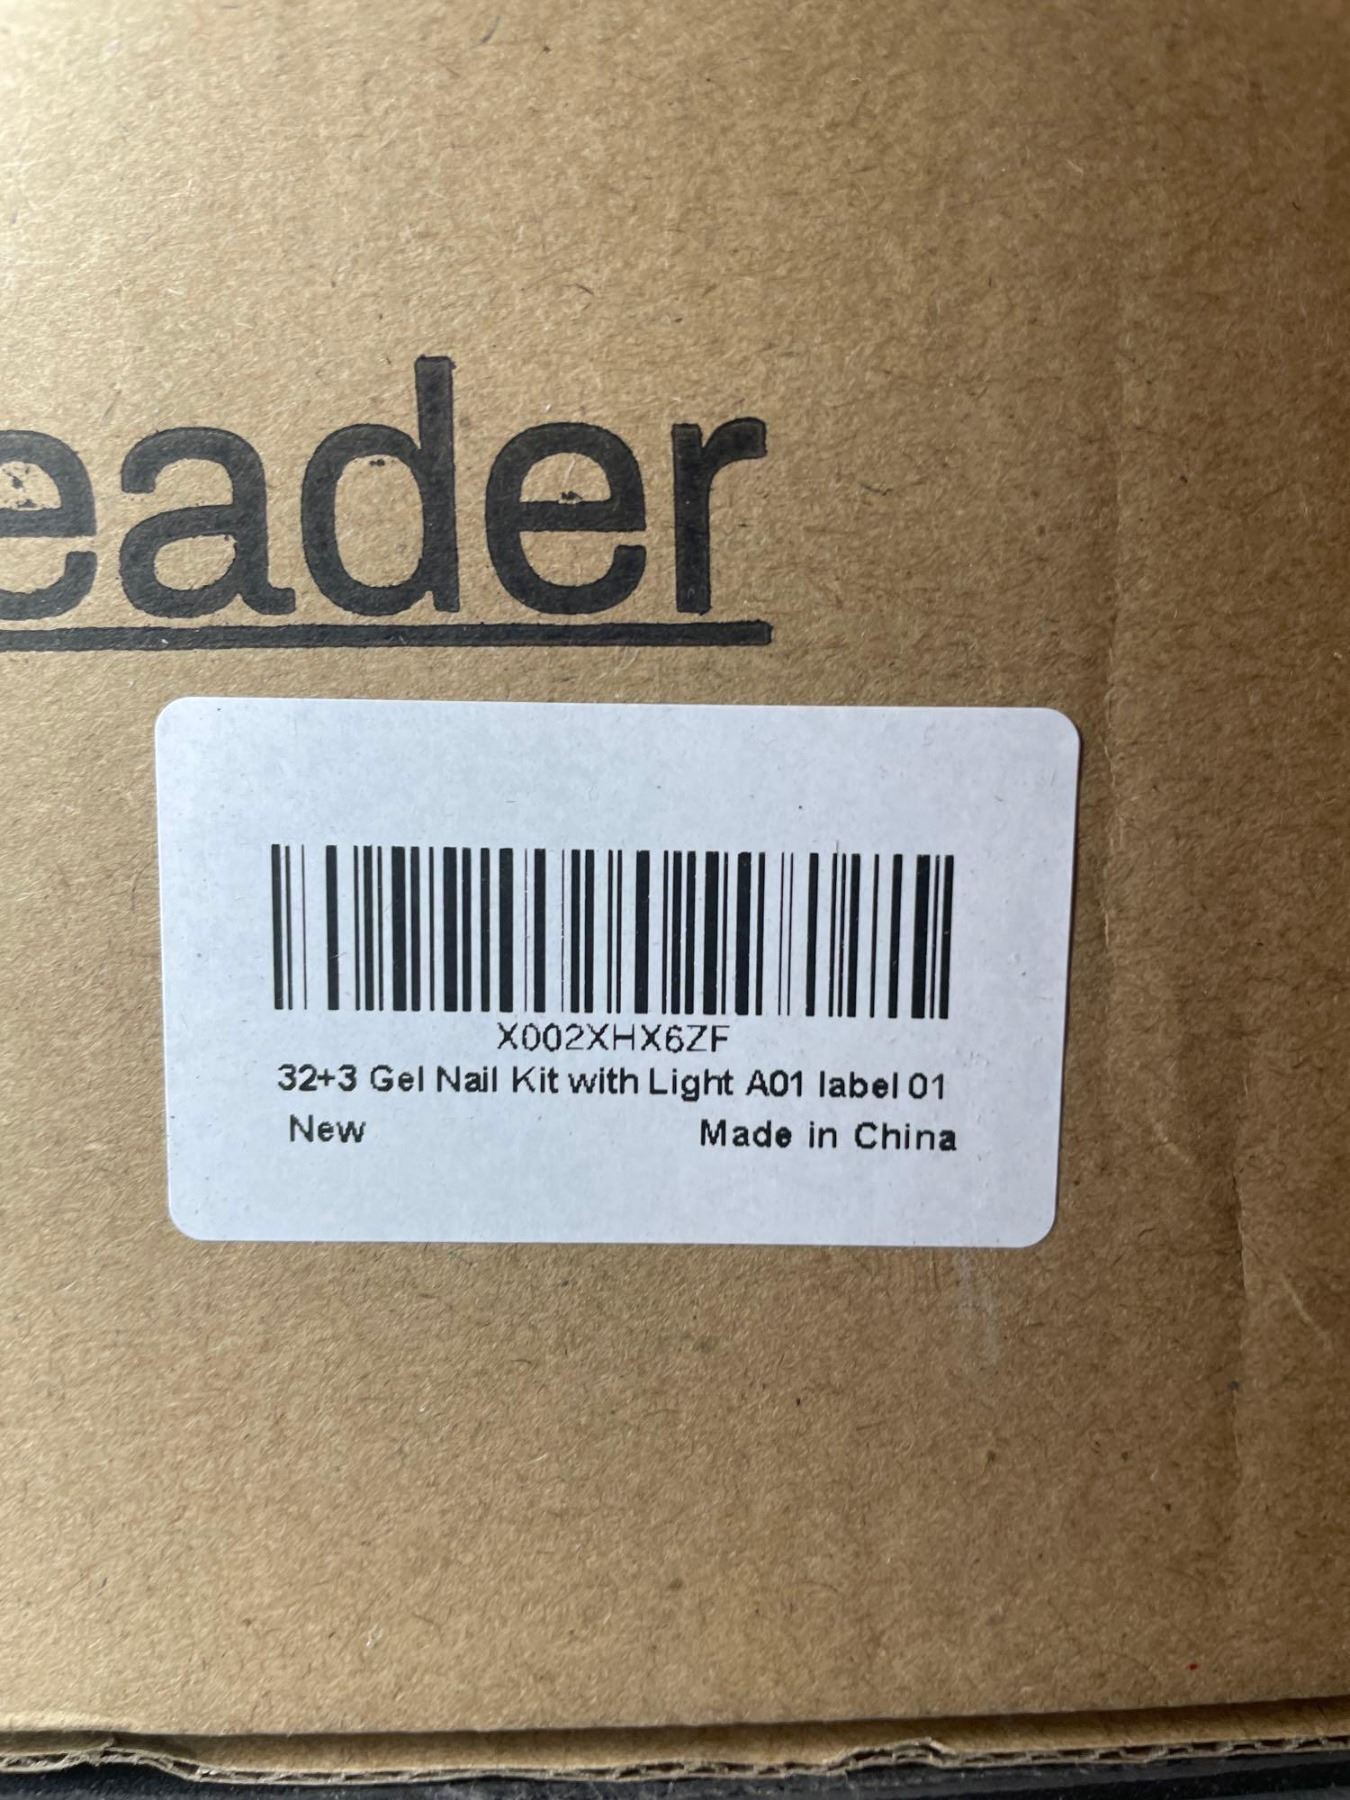 eader
X002XHX6ZF
32+3 Gel Nail Kit with Light A01 label 01
New Made in China